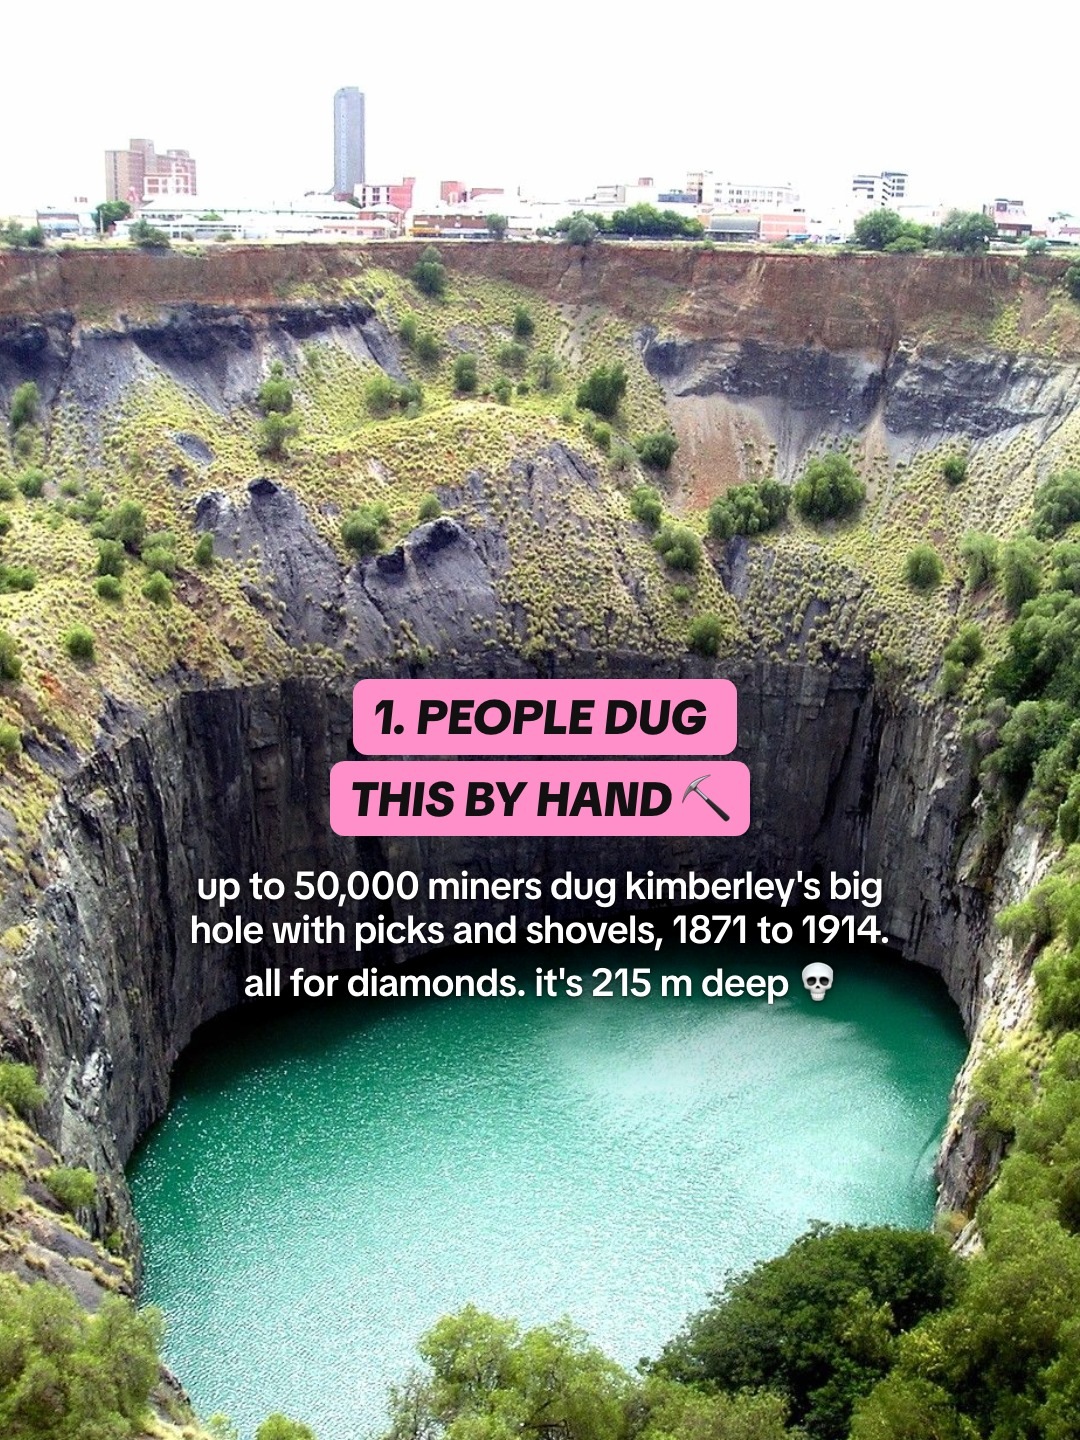 1. PEOPLE DUG
THIS BY HAND ⛏️
up to 50,000 miners dug kimberley's big
hole with picks and shovels, 1871 to 1914.
all for diamonds. it's 215 m deep 💀